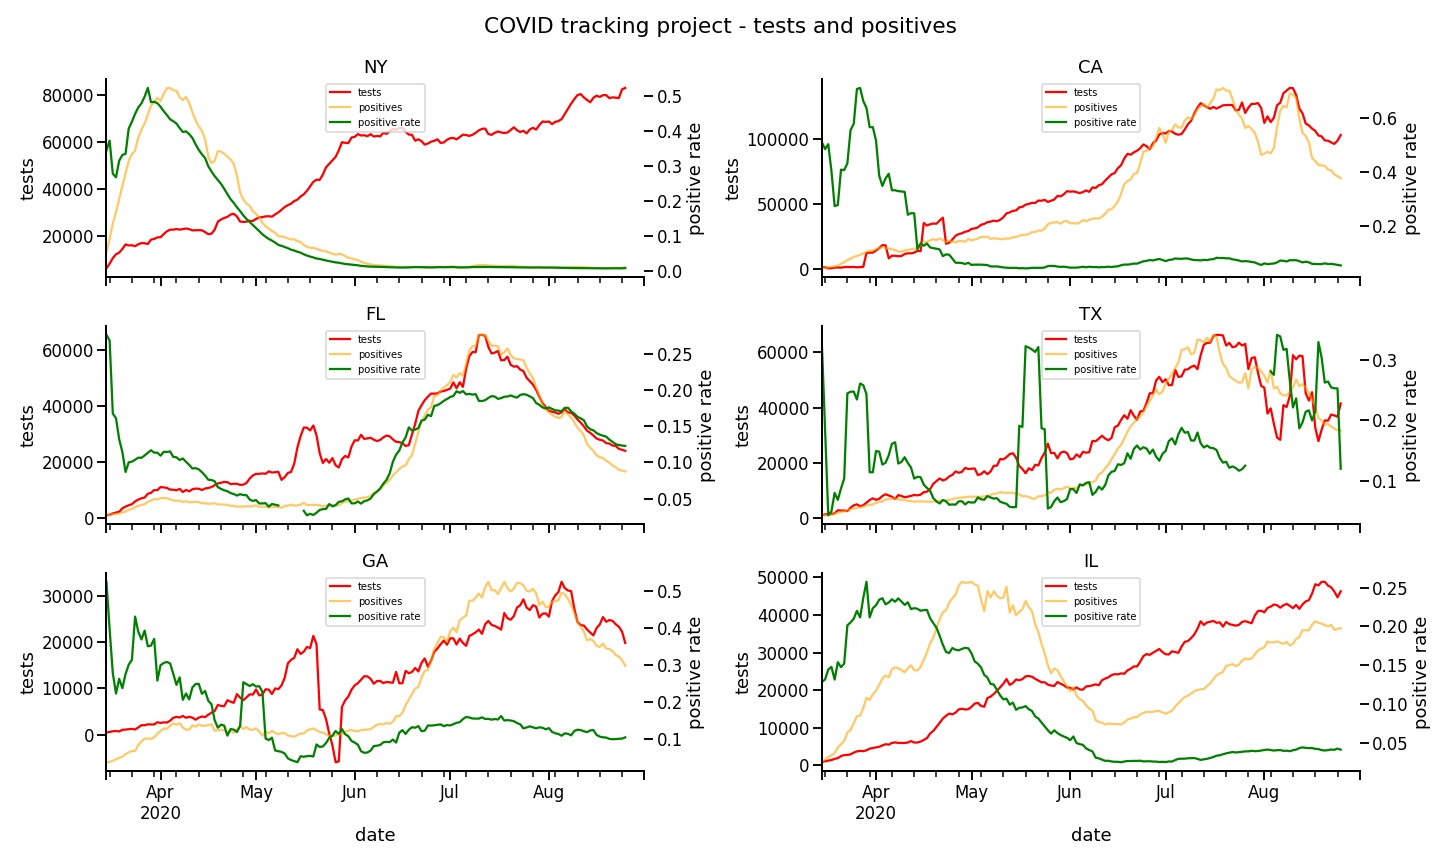 COVID tracking project - tests and positives
NY
tests
positives
positive rate
80000
60000
40000
20000
tests
0.5
0.4
0.3
0.2
0.1
0.0
positive rate
CA
tests
positives
positive rate
100000
50000
0
tests
0.6
0.4
0.2
positive rate
FL
tests
positives
positive rate
60000
40000
20000
0
tests
0.25
0.20
0.15
0.10
0.05
positive rate
TX
tests
positives
positive rate
60000
40000
20000
0
tests
0.3
0.2
0.1
positive rate
GA
tests
positives
positive rate
30000
20000
10000
0
tests
0.5
0.4
0.3
0.2
0.1
positive rate
Apr May Jun Jul Aug
2020
date
IL
tests
positives
positive rate
50000
40000
30000
20000
10000
0
tests
0.25
0.20
0.15
0.10
0.05
positive rate
Apr May Jun Jul Aug
2020
date